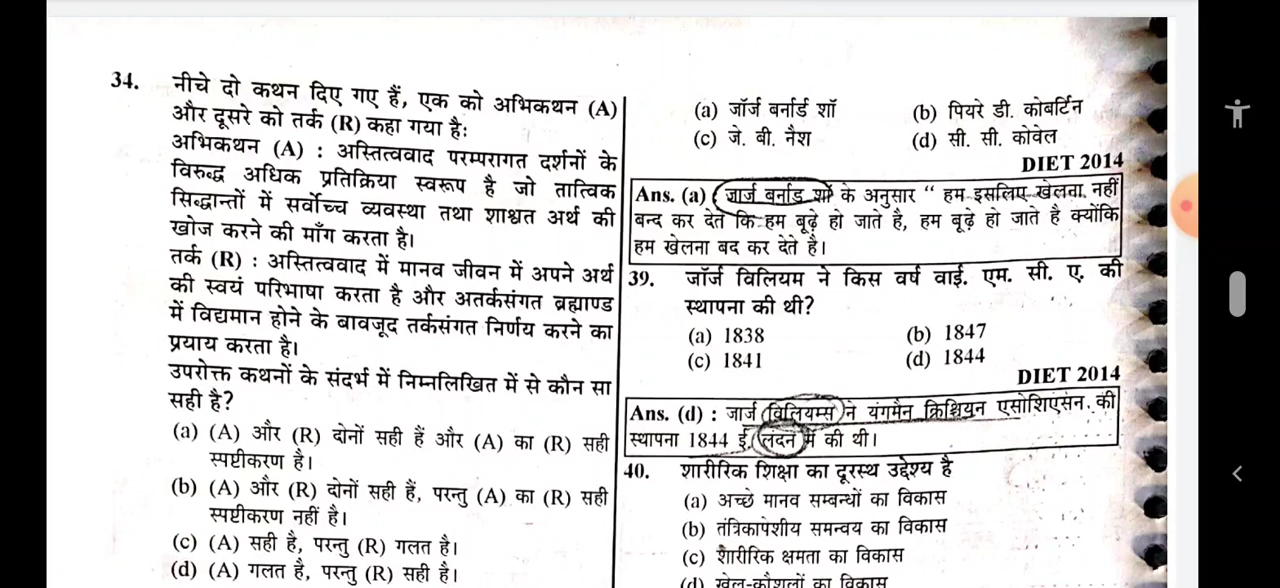 34. नीचे दो कथन दिए गए हैं, एक को अभिकथन (A)
और दूसरे को तर्क (R) कहा गया है:
अभिकथन (A) : अस्तित्ववाद परम्परागत दर्शनों के
विरुद्ध अधिक प्रतिक्रिया स्वरूप है जो तात्विक
सिद्धान्तों में सर्वोच्च व्यवस्था तथा शाश्वत अर्थ की
खोज करने की माँग करता है।
तर्क (R) : अस्तित्ववाद में मानव जीवन में अपने अर्थ
की स्वयं परिभाषा करता है और अतर्कसंगत ब्रह्माण्ड
में विद्यमान होने के बावजूद तर्कसंगत निर्णय करने का
प्रयाय करता है।
उपरोक्त कथनों के संदर्भ में निम्नलिखित में से कौन सा
सही है?
(a) (A) और (R) दोनों सही हैं और (A) का (R) सही
स्पष्टीकरण है।
(b) (A) और (R) दोनों सही हैं, परन्तु (A) का (R) सही
स्पष्टीकरण नहीं है।
(c) (A) सही है, परन्तु (R) गलत है।
(d) (A) गलत है, परन्तु (R) सही है।
(a) जॉर्ज बर्नार्ड शॉ (b) पियरे डी. कोबर्टिन
(c) जे. बी. नैश (d) सी. सी. कोवेल
DIET 2014
Ans. (a) : जार्ज बर्नाड शॉ के अनुसार " हम इसलिए खेलना नहीं
बन्द कर देते कि हम बूढ़े हो जाते है, हम बूढ़े हो जाते है क्योंकि
हम खेलना बद कर देते है।
39. जॉर्ज विलियम ने किस वर्ष वाई. एम. सी. ए. की
स्थापना की थी?
(a) 1838 (b) 1847
(c) 1841 (d) 1844
DIET 2014
Ans. (d) : जार्ज विलियम्स ने यंगमैन क्रिश्चियन एसोशिएसन की
स्थापना 1844 ई. लंदन में की थी।
40. शारीरिक शिक्षा का दूरस्थ उद्देश्य है
(a) अच्छे मानव सम्बन्धों का विकास
(b) तंत्रिकापेशीय समन्वय का विकास
(c) शारीरिक क्षमता का विकास
(d) खेल-कौशलों का विकास